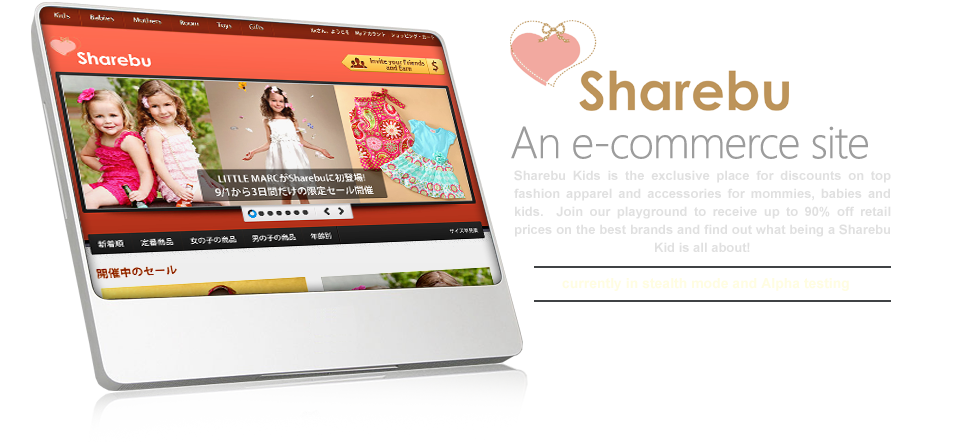 Kids Babies Mothers Room Toys Gifts
Myアカウント ショッピング・カート
Sharebu
Invite your Friends
and Earn
$
LITTLE MARCがSharebuに初登場!
9/1から3日間だけの限定セール開催
新着順 定番商品 女の子の商品 男の子の商品 年齢別
サイズ早見表
開催中のセール
Sharebu
An e-commerce site
Sharebu Kids is the exclusive place for discounts on top
fashion apparel and accessories for mommies, babies and
kids. Join our playground to receive up to 90% off retail
prices on the best brands and find out what being a Sharebu
Kid is all about!
currently in stealth mode and Alpha testing